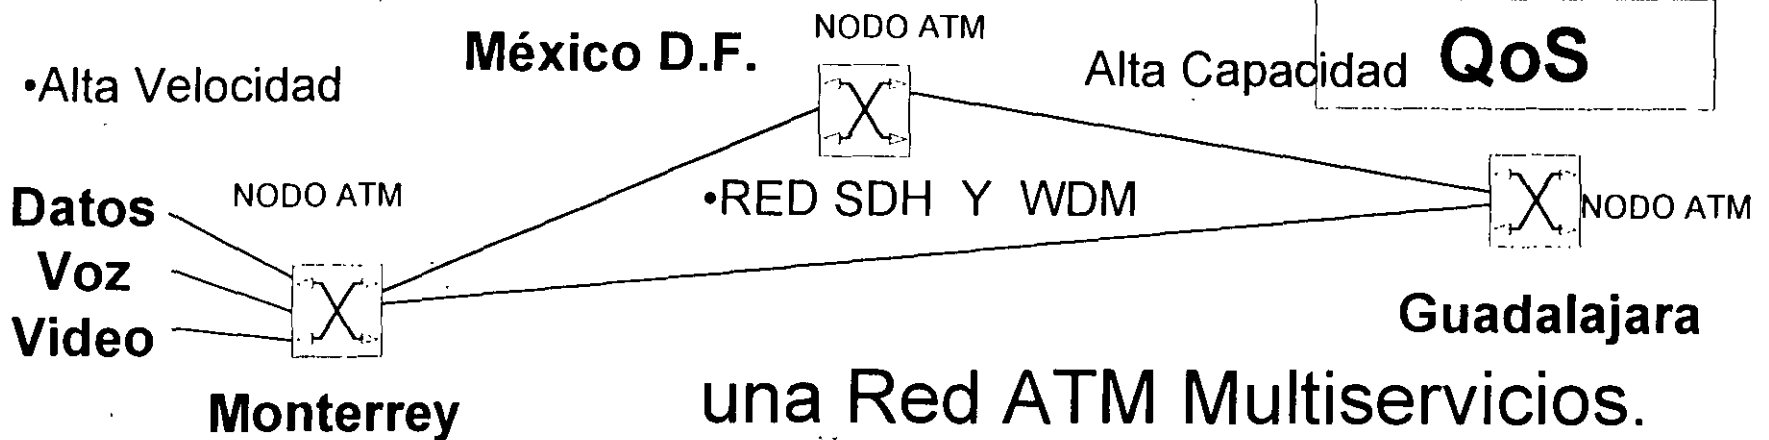 NODO ATM
México D.F.
QoS
•Alta Velocidad
Alta Capacidad
•RED SDH Y WDM
NODO ATM
Datos
NODO ATM
Voz
Video
Guadalajara
una Red ATM Multiservicios.
Monterrey